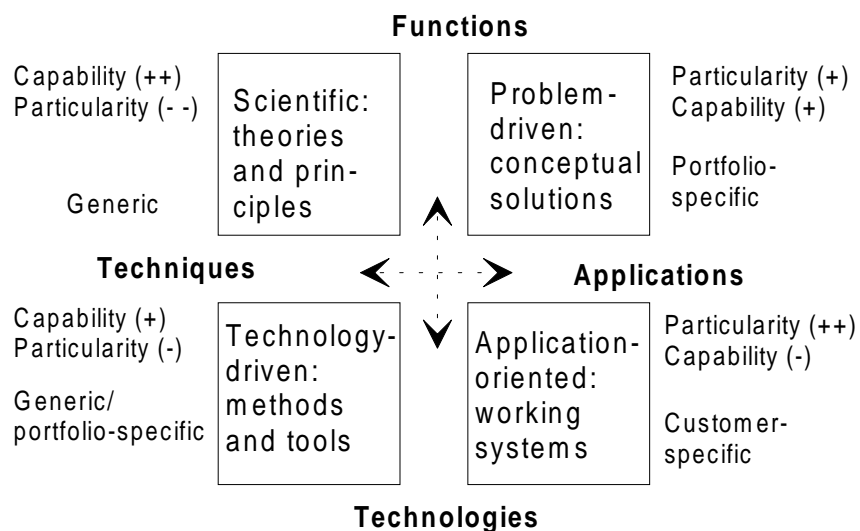 Functions
Capability (++)
Particularity (- -)
Generic
Scientific:
theories
and prin-
ciples
Problem-
driven:
conceptual
solutions
Particularity (+)
Capability (+)
Portfolio-
specific
Techniques
Applications
Capability (+)
Particularity (-)
Generic/
portfolio-specific
Technology-
driven:
methods
and tools
Application-
oriented:
working
systems
Particularity (++)
Capability (-)
Customer-
specific
Technologies